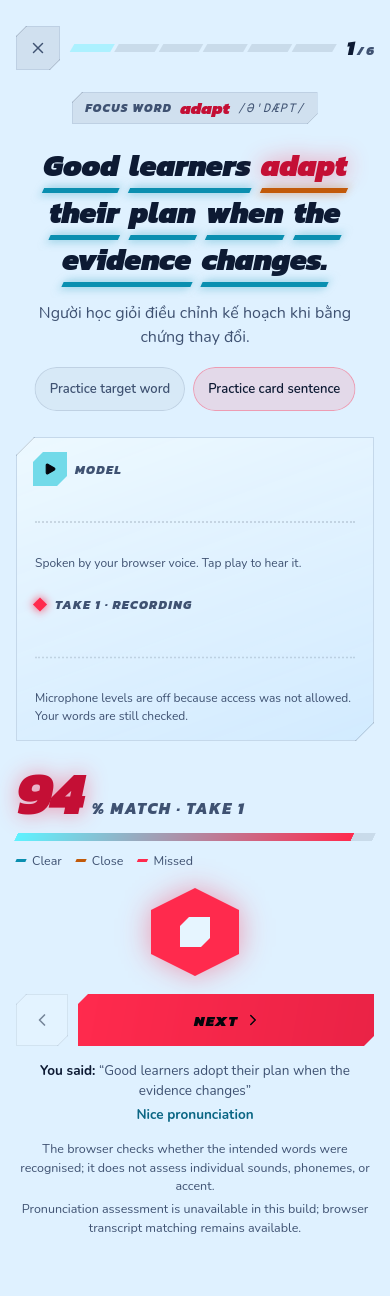 1 / 6
FOCUS WORD adapt /ə'DÆPT/
Good learners adapt
their plan when the
evidence changes.
Người học giỏi điều chỉnh kế hoạch khi bằng
chứng thay đổi.
Practice target word Practice card sentence
MODEL
Spoken by your browser voice. Tap play to hear it.
TAKE 1 · RECORDING
Microphone levels are off because access was not allowed.
Your words are still checked.
94 % MATCH · TAKE 1
Clear Close Missed
NEXT
You said: “Good learners adopt their plan when the
evidence changes”
Nice pronunciation
The browser checks whether the intended words were
recognised; it does not assess individual sounds, phonemes, or
accent.
Pronunciation assessment is unavailable in this build; browser
transcript matching remains available.